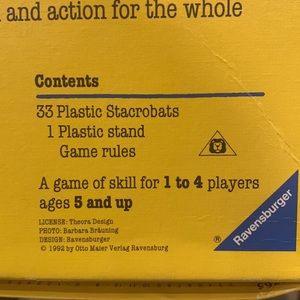 and action for the whole
Contents
33 Plastic Stacrobats
1 Plastic stand
Game rules
A game of skill for 1 to 4 players
ages 5 and up
LICENSE: Theora Design
PHOTO: Barbara Bräuning
DESIGN: Ravensburger
© 1992 by Otto Maier Verlag Ravensburg
®
Ravensburger